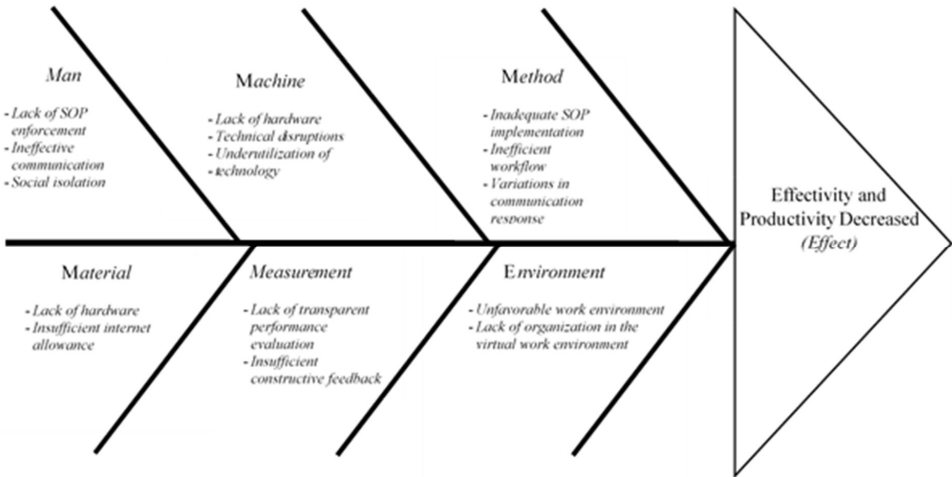 Man
- Lack of SOP
enforcement
- Ineffective
communication
- Social isolation
Machine
- Lack of hardware
- Technical disruptions
- Underutilization of
- technology
Method
- Inadequate SOP
implementation
- Inefficient
workflow
- Variations in
communication
response
Effectivity and
Productivity Decreased
(Effect)
Material
- Lack of hardware
- Insufficient internet
allowance
Measurement
- Lack of transparent
performance
evaluation
- Insufficient
constructive feedback
Environment
- Unfavorable work environment
- Lack of organization in the
virtual work environment